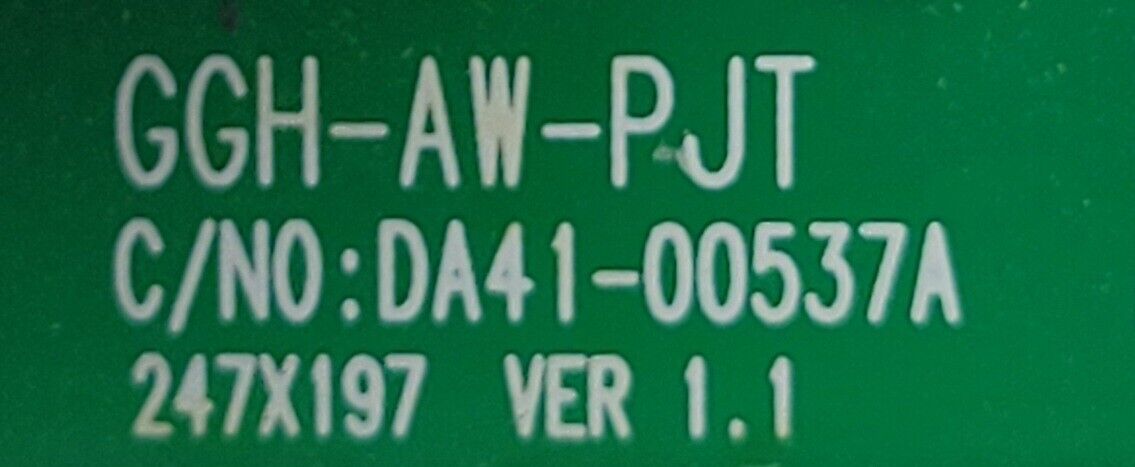 GGH-AW-PJT
C/NO:DA41-00537A
247X197 VER 1.1